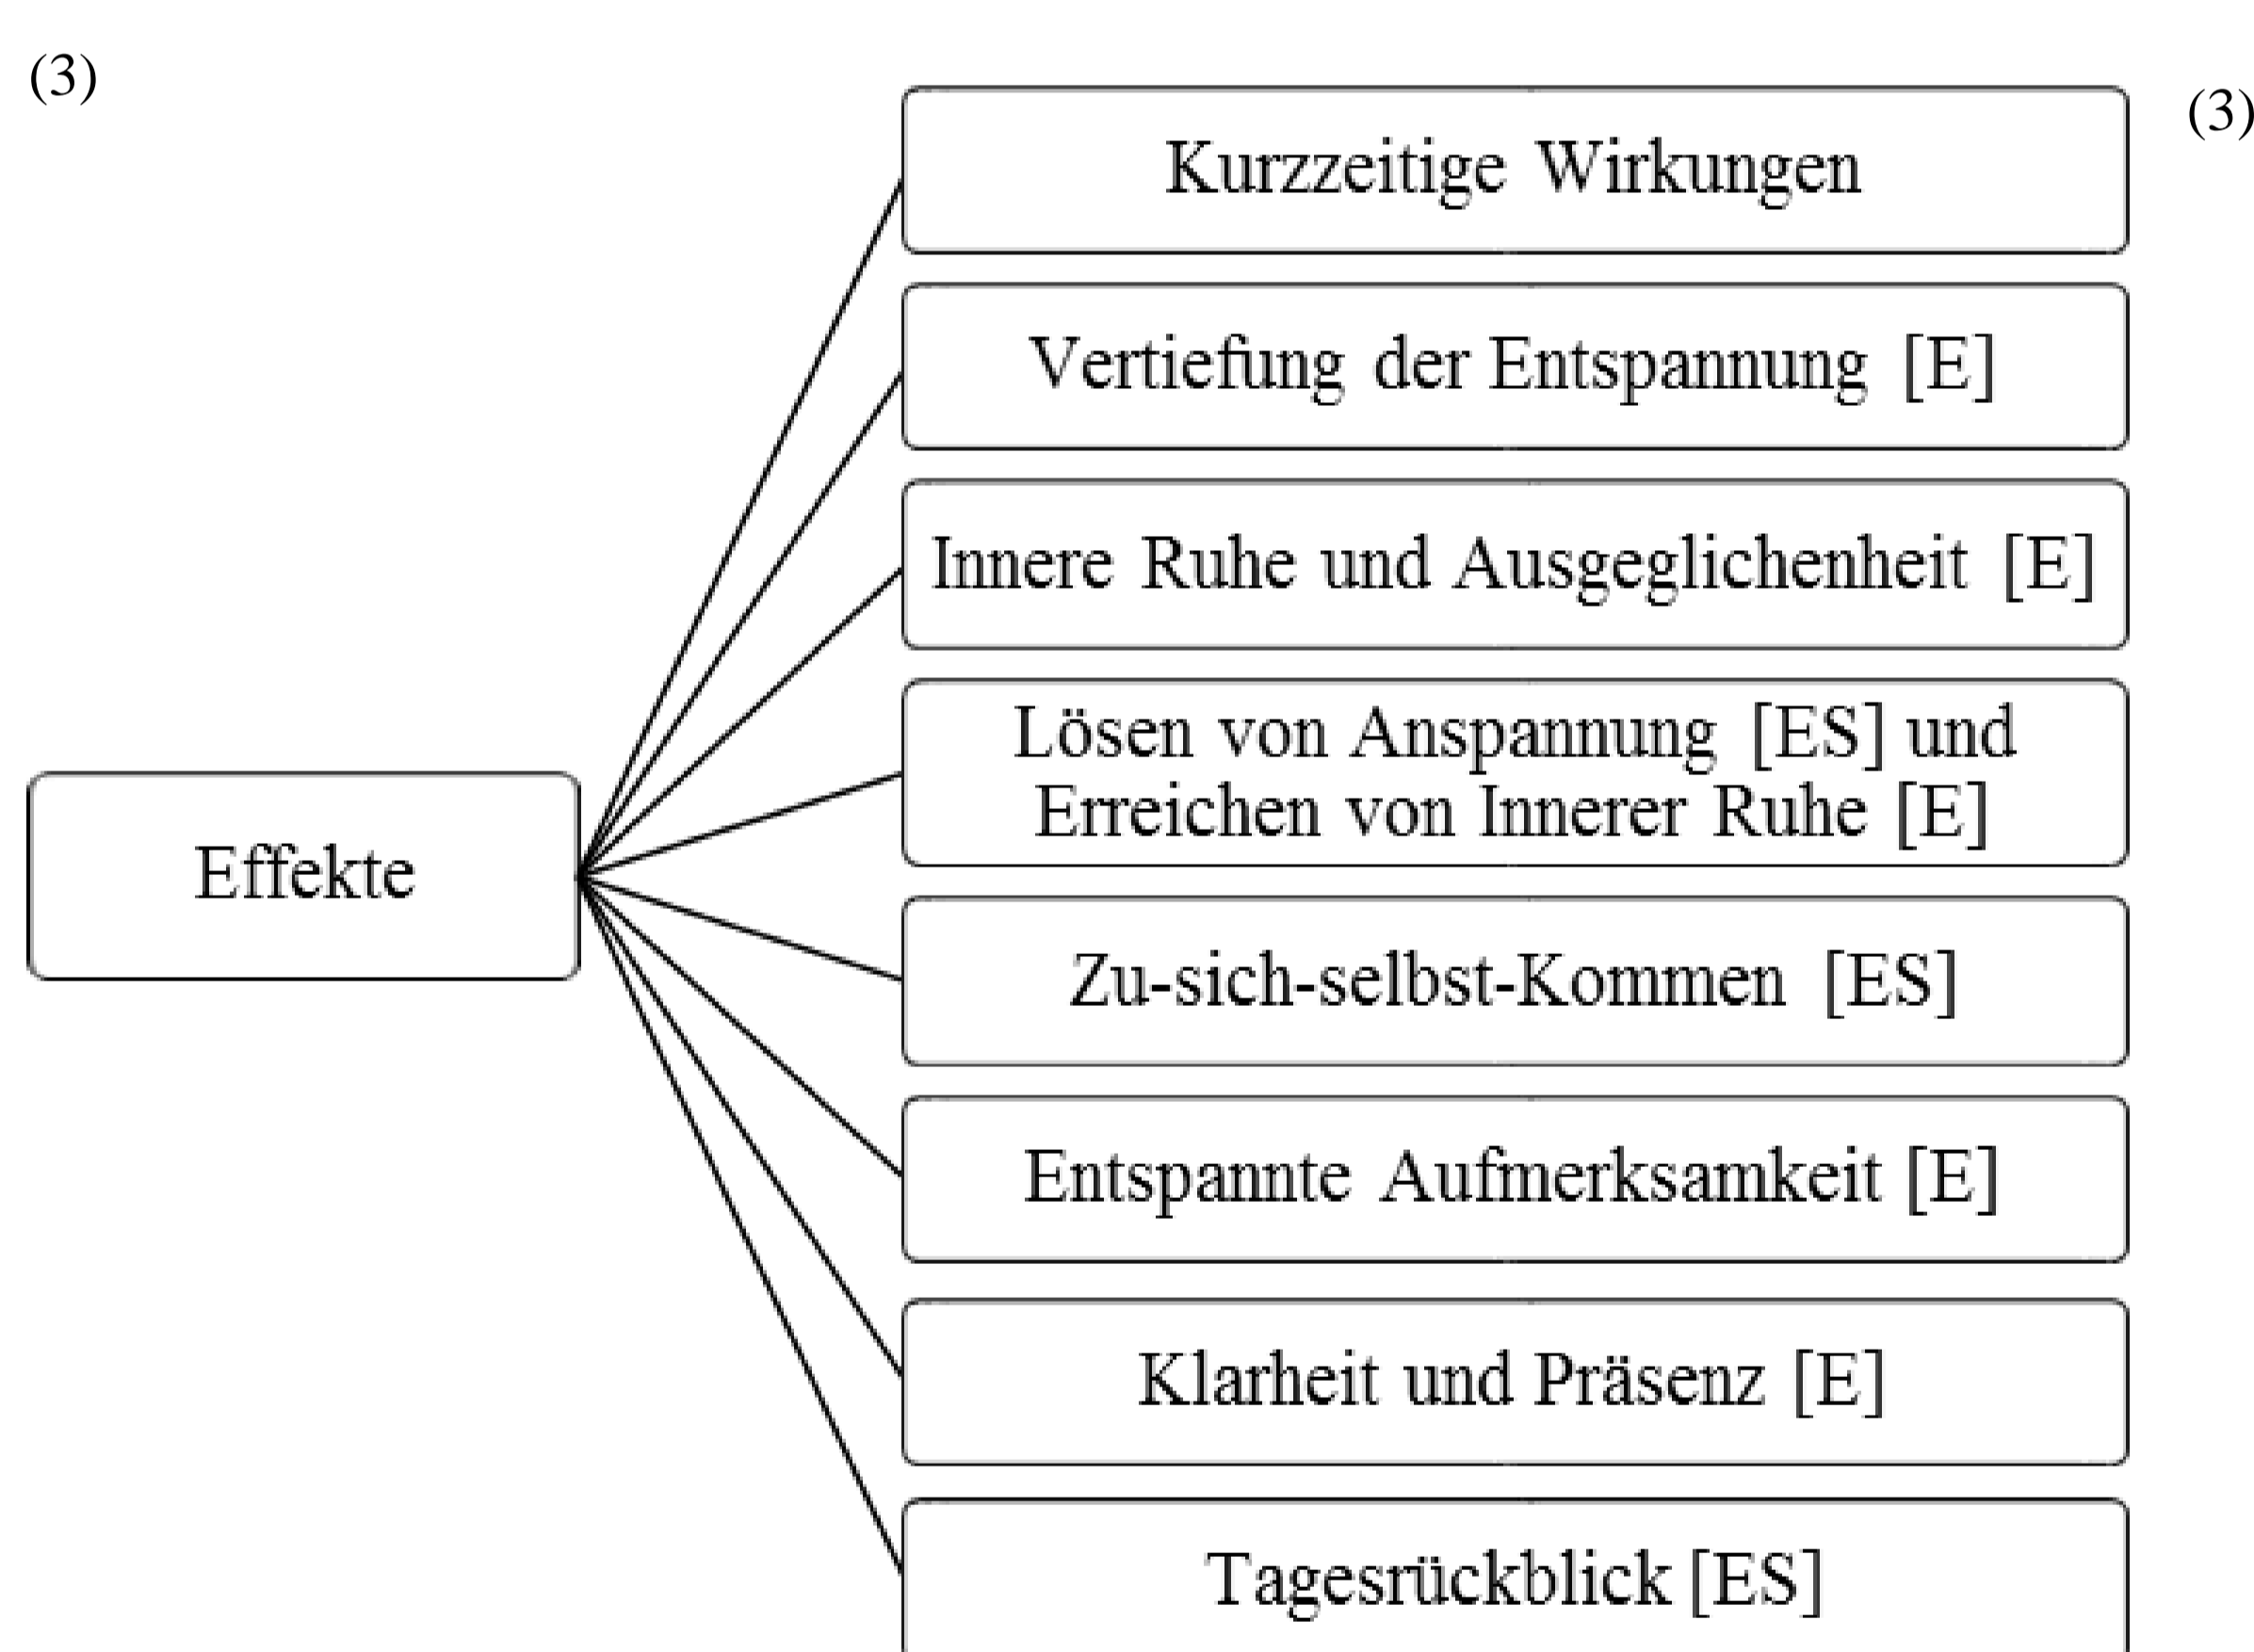 (3)
(3)
Kurzzeitige Wirkungen
Vertiefung der Entspannung [E]
Innere Ruhe und Ausgeglichenheit [E]
Lösen von Anspannung [ES] und
Erreichen von Innerer Ruhe [E]
Effekte
Zu-sich-selbst-Kommen [ES]
Entspannte Aufmerksamkeit [E]
Klarheit und Präsenz [E]
Tagesrückblick [ES]